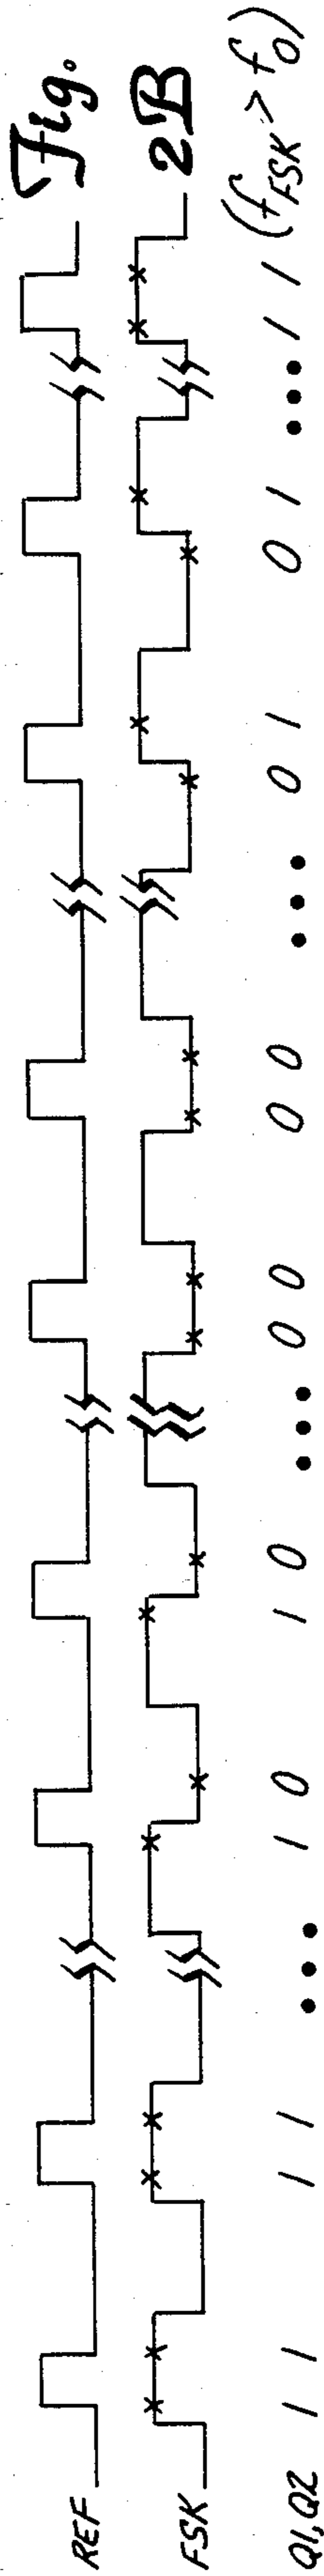 Fig. 2B
REF
FSK
Q1,Q2 1 1 1 1 ••• 1 0 1 0 ••• 0 0 0 0 ••• 0 1 0 1 ••• 1 1 (fFSK > f0)